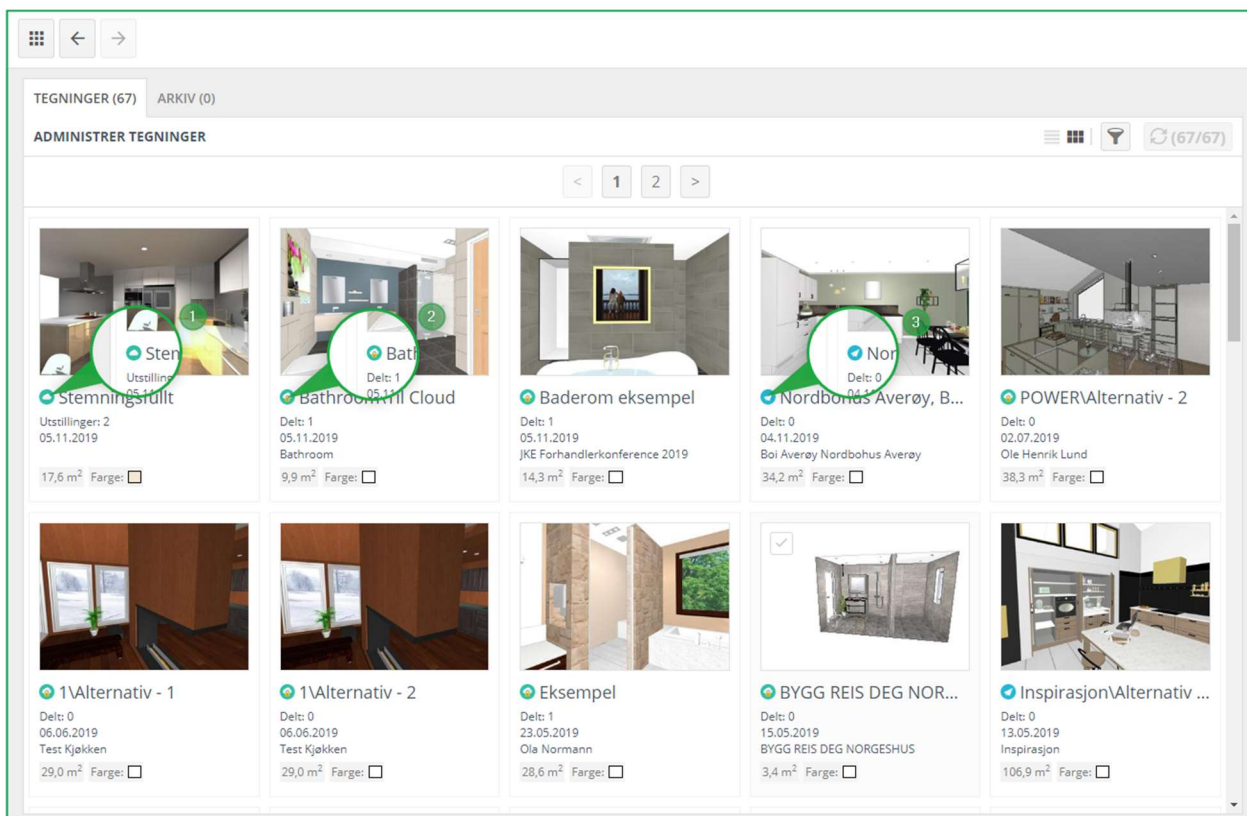 TEGNINGER (67) ARKIV (0)
ADMINISTRER TEGNINGER
(67/67)
< 1 2 >
1
2
3
Sten
Utstilling
05.11
Bath
Delt: 1
05.11
Nor
Delt: 0
04.11
Stemningsfullt
Utstillinger: 2
05.11.2019
17,6 m² Farge:
Bathroom\Til Cloud
Delt: 1
05.11.2019
Bathroom
9,9 m² Farge:
Baderom eksempel
Delt: 1
05.11.2019
JKE Forhandlerkonference 2019
14,3 m² Farge:
Nordbohus Averøy, B...
Delt: 0
04.11.2019
Boi Averøy Nordbohus Averøy
34,2 m² Farge:
POWER\Alternativ - 2
Delt: 0
02.07.2019
Ole Henrik Lund
38,3 m² Farge:
1\Alternativ - 1
Delt: 0
06.06.2019
Test Kjøkken
29,0 m² Farge:
1\Alternativ - 2
Delt: 0
06.06.2019
Test Kjøkken
29,0 m² Farge:
Eksempel
Delt: 1
23.05.2019
Ola Normann
28,6 m² Farge:
BYGG REIS DEG NOR...
Delt: 0
15.05.2019
BYGG REIS DEG NORGESHUS
3,4 m² Farge:
Inspirasjon\Alternativ ...
Delt: 0
13.05.2019
Inspirasjon
106,9 m² Farge: